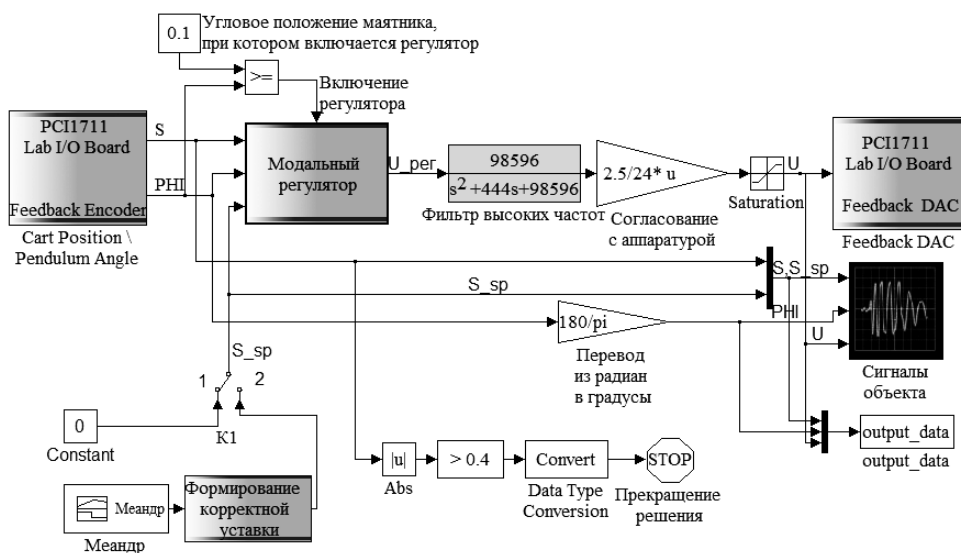 0.1
Угловое положение маятника,
при котором включается регулятор
>=
Включение
регулятора
PCI1711
Lab I/O Board
Feedback Encoder
Cart Position \
Pendulum Angle
S
PHI
Модальный
регулятор
U_рег
98596
s2+444s+98596
Фильтр высоких частот
2.5/24* u
Согласование
с аппаратурой
Saturation
U
PCI1711
Lab I/O Board
Feedback DAC
Feedback DAC
S_sp
S,S_sp
PHI
U
180/pi
Перевод
из радиан
в градусы
Сигналы
объекта
S_sp
1
2
K1
0
Constant
output_data
output_data
|u|
Abs
> 0.4
Convert
Data Type
Conversion
STOP
Прекращение
решения
Меандр
Меандр
Формирование
корректной
уставки